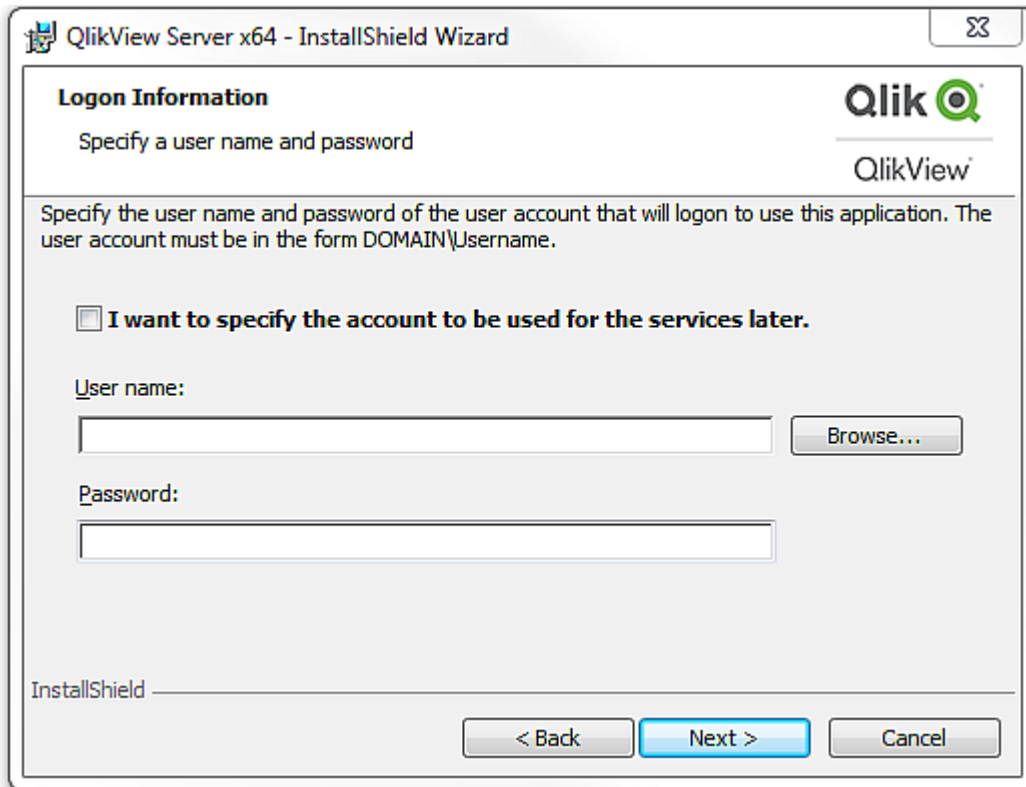 QlikView Server x64 - InstallShield Wizard
Logon Information
Specify a user name and password
Qlik
QlikView
Specify the user name and password of the user account that will logon to use this application. The
user account must be in the form DOMAIN\Username.
I want to specify the account to be used for the services later.
User name:
Browse...
Password:
InstallShield
< Back
Next >
Cancel